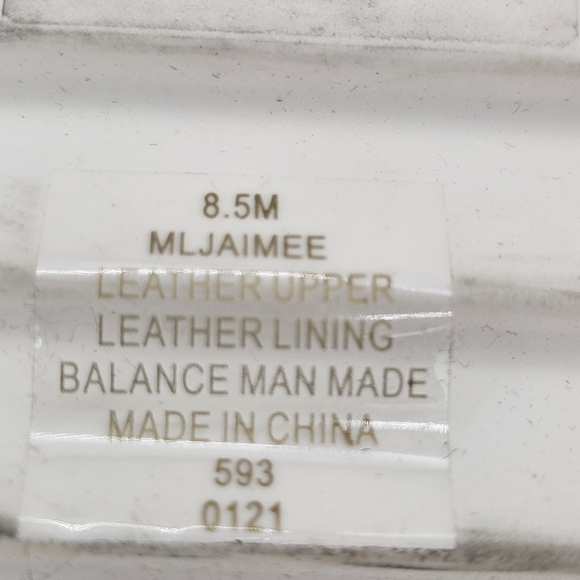 8.5M
MLJAIMEE
LEATHER UPPER
LEATHER LINING
BALANCE MAN MADE
MADE IN CHINA
593
0121